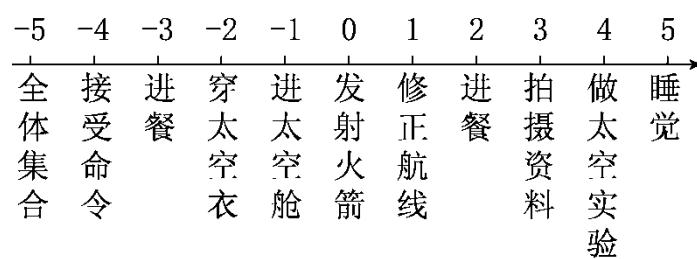 -5 -4 -3 -2 -1 0 1 2 3 4 5
全体集合
接受命令
进餐
穿太空衣
进太空舱
发射火箭
修正航线
进餐
拍摄资料
做太空实验
睡觉